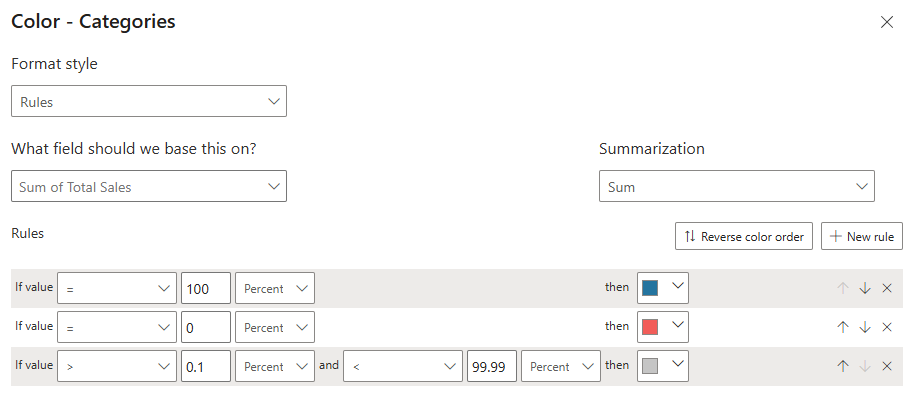 Color - Categories
Format style
Rules
What field should we base this on? Summarization
Sum of Total Sales Sum
Rules Reverse color order New rule
If value = 100 Percent then
If value = 0 Percent then
If value > 0.1 Percent and < 99.99 Percent then